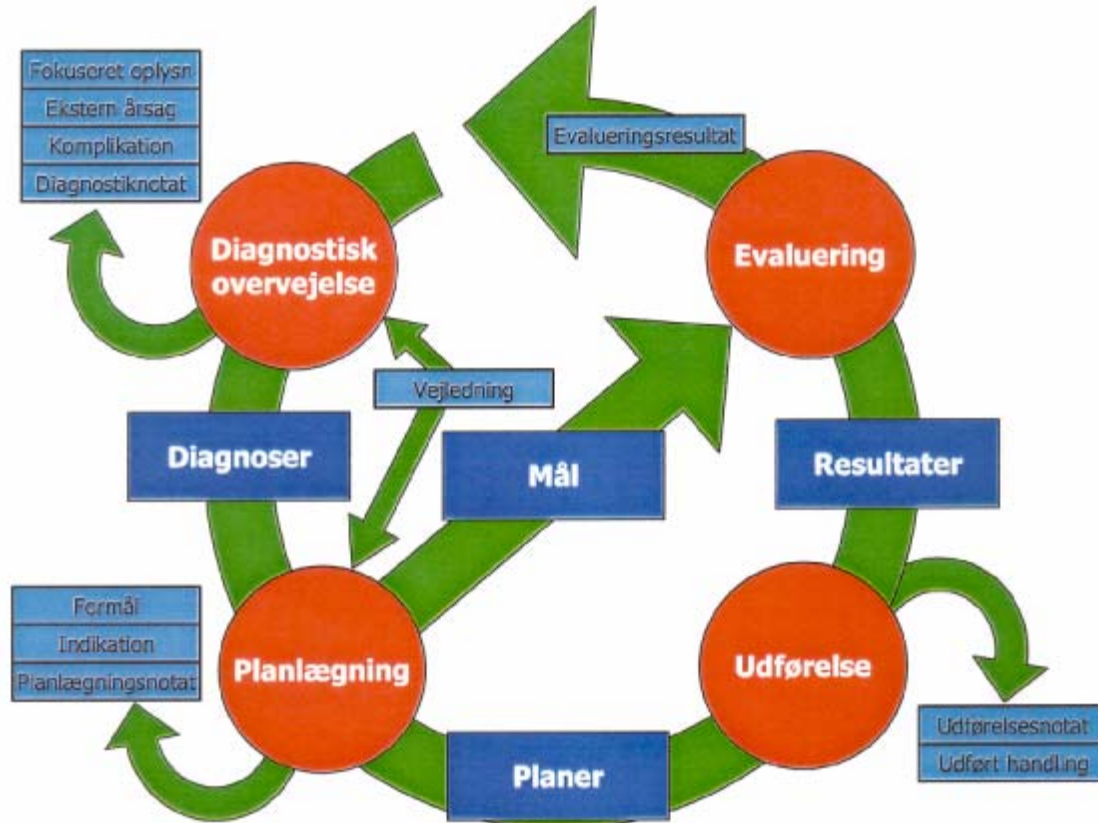 Fokuseret oplysn
Ekstern årsag
Komplikation
Diagnostiknotat
Evalueringsresultat
Diagnostisk
overvejelse
Evaluering
Vejledning
Diagnoser
Mål
Resultater
Formål
Indikation
Planlægningsnotat
Planlægning
Udførelse
Udførelsesnotat
Udført handling
Planer